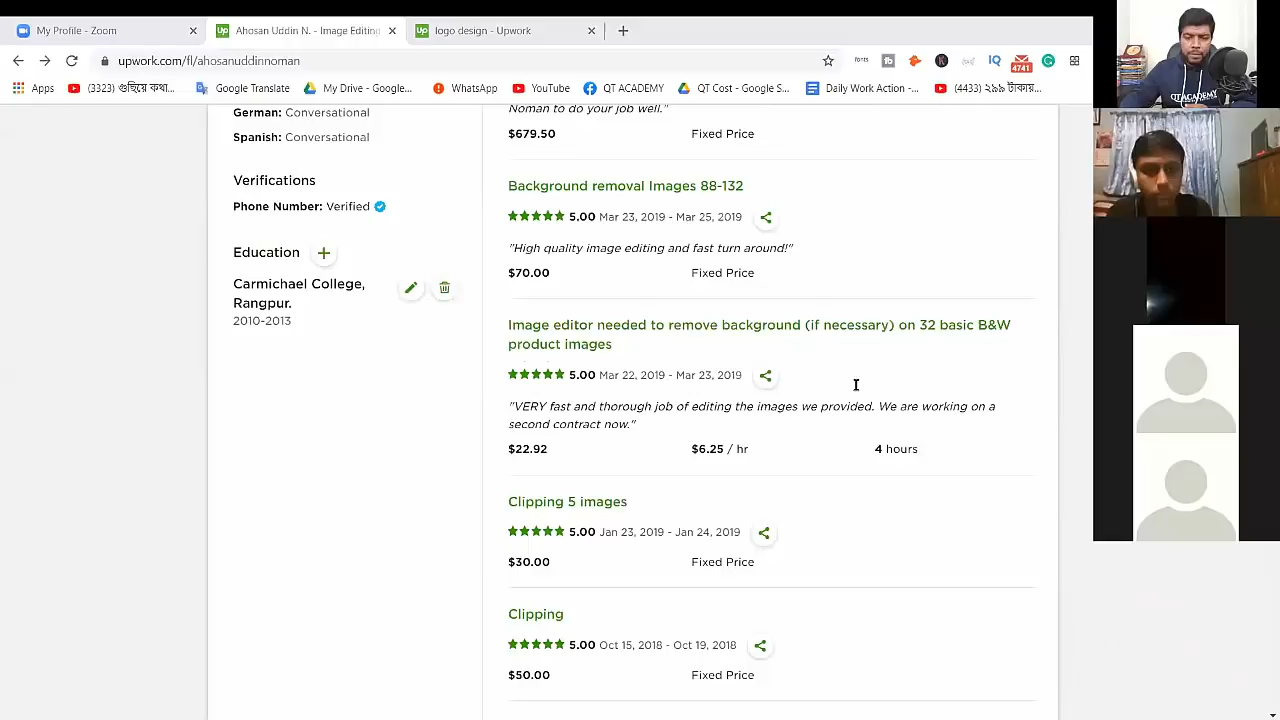 My Profile - Zoom
Ahosan Uddin N. - Image Editing
logo design - Upwork
upwork.com/fl/ahosanuddinnoman
4741
Apps
(3323) গুছিয়ে কথা...
Google Translate
My Drive - Google...
WhatsApp
YouTube
QT ACADEMY
GJ Cost - Google S...
Daily Work Action -...
(4433) ২৯৯ টাকায়...
QT ACADEMY
German: Conversational
Spanish: Conversational
Verifications
Phone Number: Verified
Education
Carmichael College,
Rangpur.
2010-2013
Noman to do your job well."
$679.50 Fixed Price
Background removal Images 88-132
5.00 Mar 23, 2019 - Mar 25, 2019
"High quality image editing and fast turn around!"
$70.00 Fixed Price
Image editor needed to remove background (if necessary) on 32 basic B&W
product images
5.00 Mar 22, 2019 - Mar 23, 2019
"VERY fast and thorough job of editing the images we provided. We are working on a
second contract now."
$22.92 $6.25 / hr 4 hours
Clipping 5 images
5.00 Jan 23, 2019 - Jan 24, 2019
$30.00 Fixed Price
Clipping
5.00 Oct 15, 2018 - Oct 19, 2018
$50.00 Fixed Price